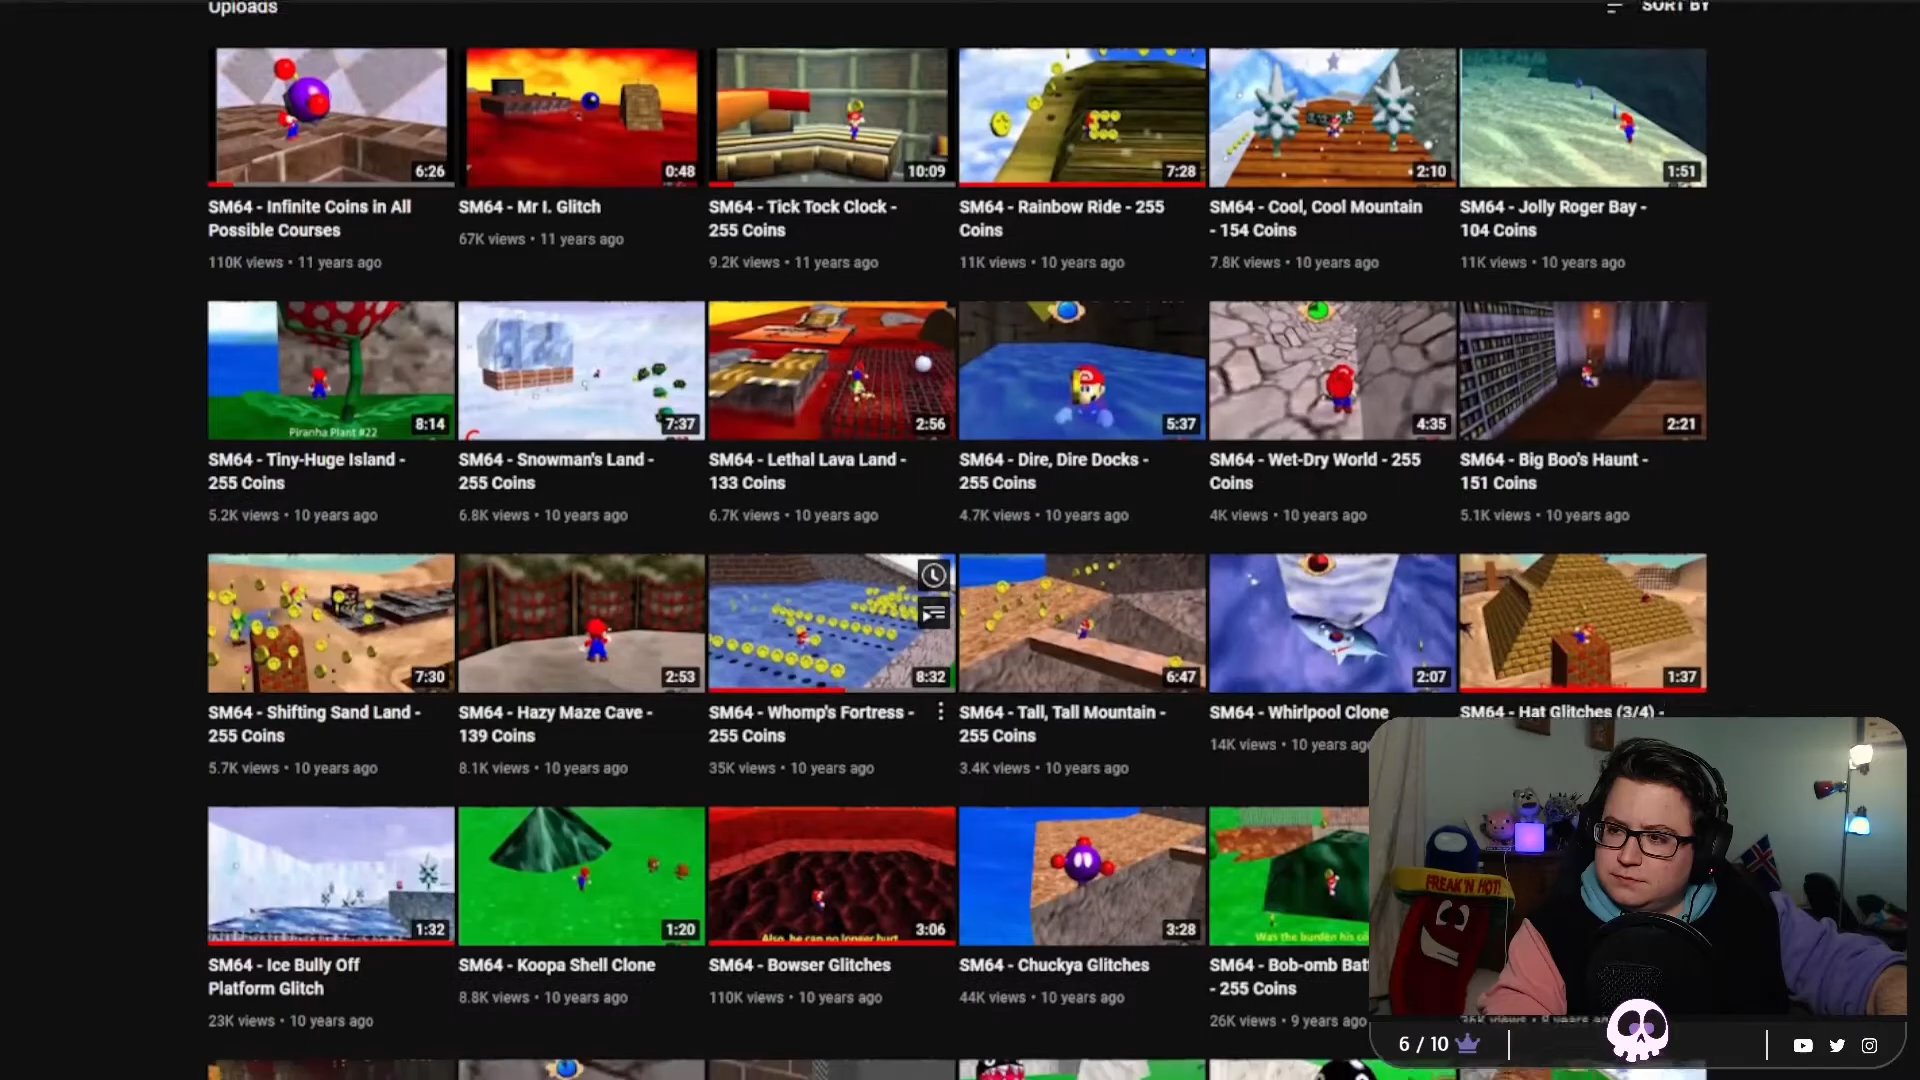 Uploads
SORT BY
6:26
0:48
10:09
7:28
2:10
1:51
SM64 - Infinite Coins in All
Possible Courses
110K views • 11 years ago
SM64 - Mr I. Glitch
67K views • 11 years ago
SM64 - Tick Tock Clock -
255 Coins
9.2K views • 11 years ago
SM64 - Rainbow Ride - 255
Coins
11K views • 10 years ago
SM64 - Cool, Cool Mountain
- 154 Coins
7.8K views • 10 years ago
SM64 - Jolly Roger Bay -
104 Coins
11K views • 10 years ago
Piranha Plant #22
8:14
7:37
2:56
5:37
4:35
2:21
SM64 - Tiny-Huge Island -
255 Coins
5.2K views • 10 years ago
SM64 - Snowman's Land -
255 Coins
6.8K views • 10 years ago
SM64 - Lethal Lava Land -
133 Coins
6.7K views • 10 years ago
SM64 - Dire, Dire Docks -
255 Coins
4.7K views • 10 years ago
SM64 - Wet-Dry World - 255
Coins
4K views • 10 years ago
SM64 - Big Boo's Haunt -
151 Coins
5.1K views • 10 years ago
7:30
2:53
8:32
6:47
2:07
1:37
SM64 - Shifting Sand Land -
255 Coins
5.7K views • 10 years ago
SM64 - Hazy Maze Cave -
139 Coins
8.1K views • 10 years ago
SM64 - Whomp's Fortress -
255 Coins
35K views • 10 years ago
SM64 - Tall, Tall Mountain -
255 Coins
3.4K views • 10 years ago
SM64 - Whirlpool Clone
14K views • 10 years
SM64 - Hat Glitches (3/4) -
1:32
1:20
Also, he can no longer hurt
3:06
3:28
Was the burden his
SM64 - Ice Bully Off
Platform Glitch
23K views • 10 years ago
SM64 - Koopa Shell Clone
8.8K views • 10 years ago
SM64 - Bowser Glitches
110K views • 10 years ago
SM64 - Chuckya Glitches
44K views • 10 years ago
SM64 - Bob-omb Bat
- 255 Coins
26K views • 9 years ago
FREAK'N HOT!
6 / 10